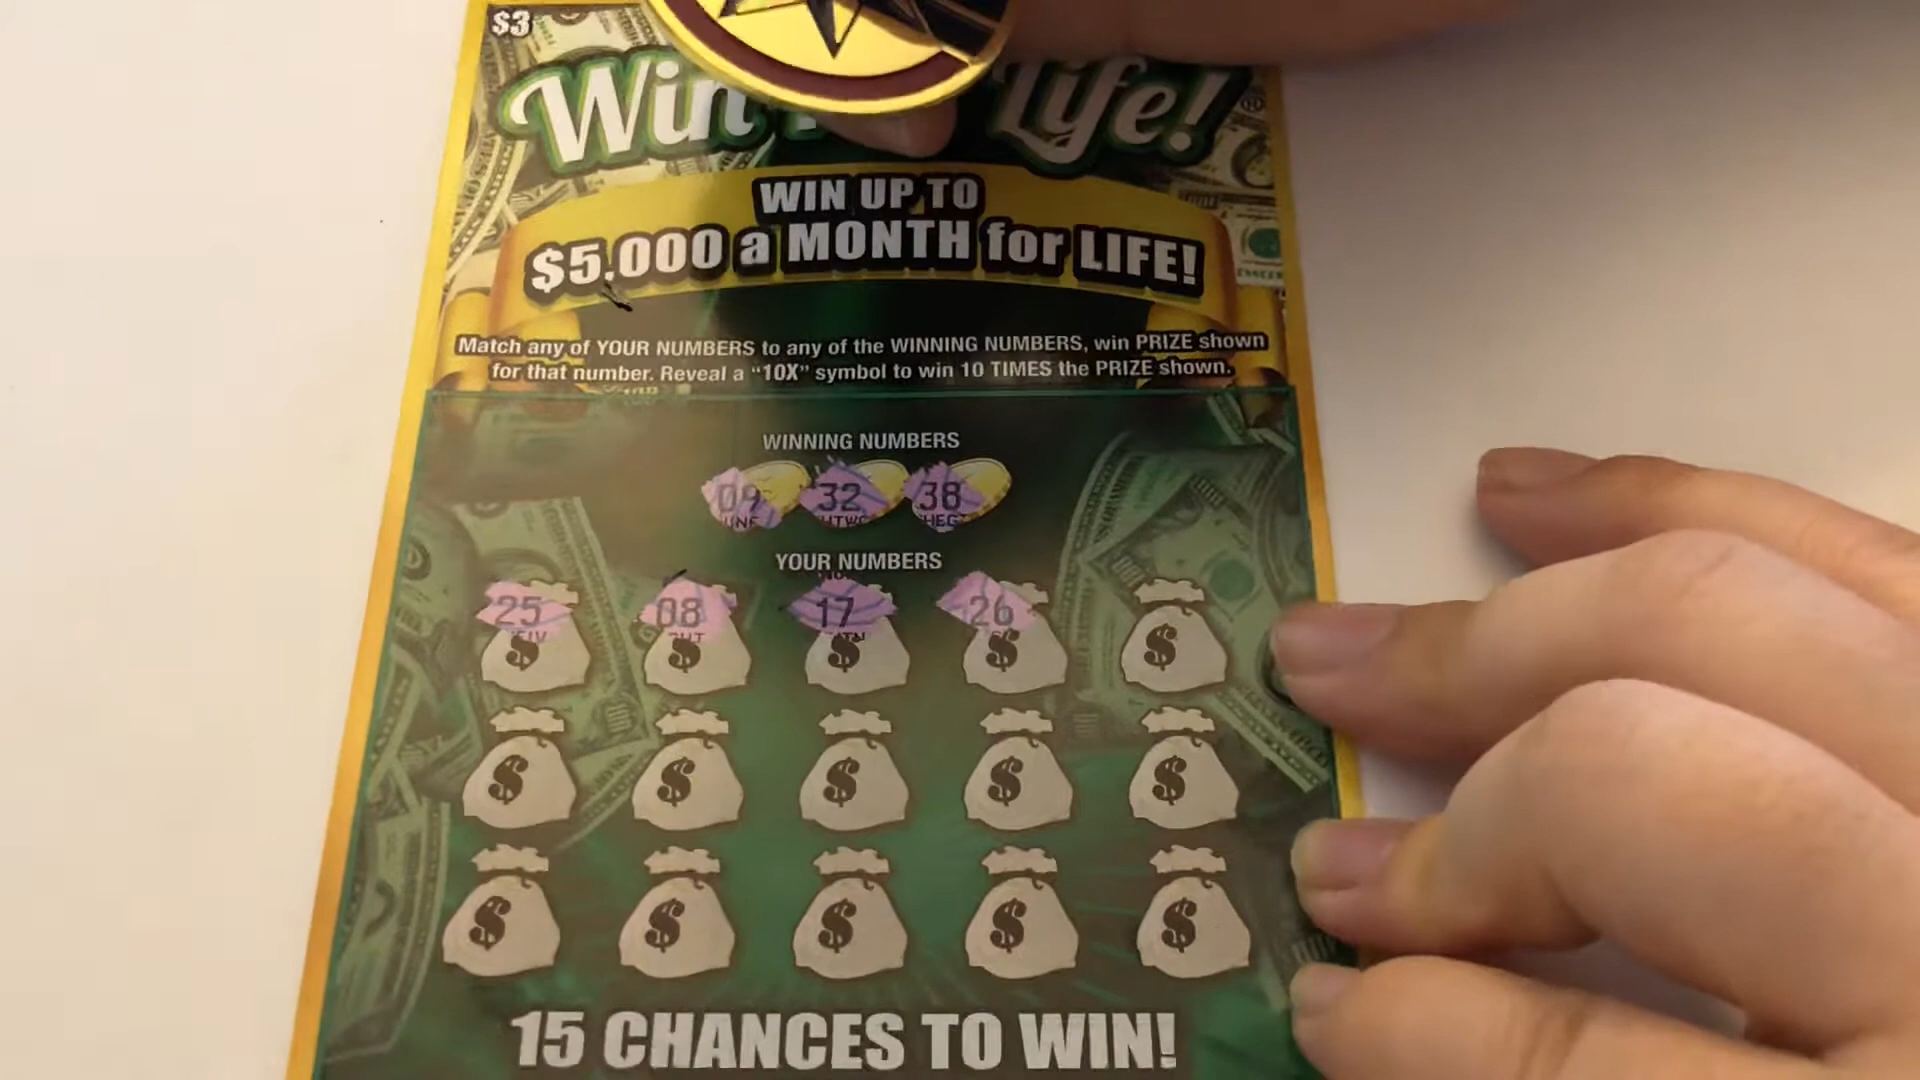 $3
Win Life!
WIN UP TO
$5,000 a MONTH for LIFE!
Match any of YOUR NUMBERS to any of the WINNING NUMBERS, win PRIZE shown
for that number. Reveal a “10X” symbol to win 10 TIMES the PRIZE shown.
WINNING NUMBERS
09 32 38
YOUR NUMBERS
25 08 17 26
$ $ $ $ $
$ $ $ $ $
$ $ $ $ $
15 CHANCES TO WIN!